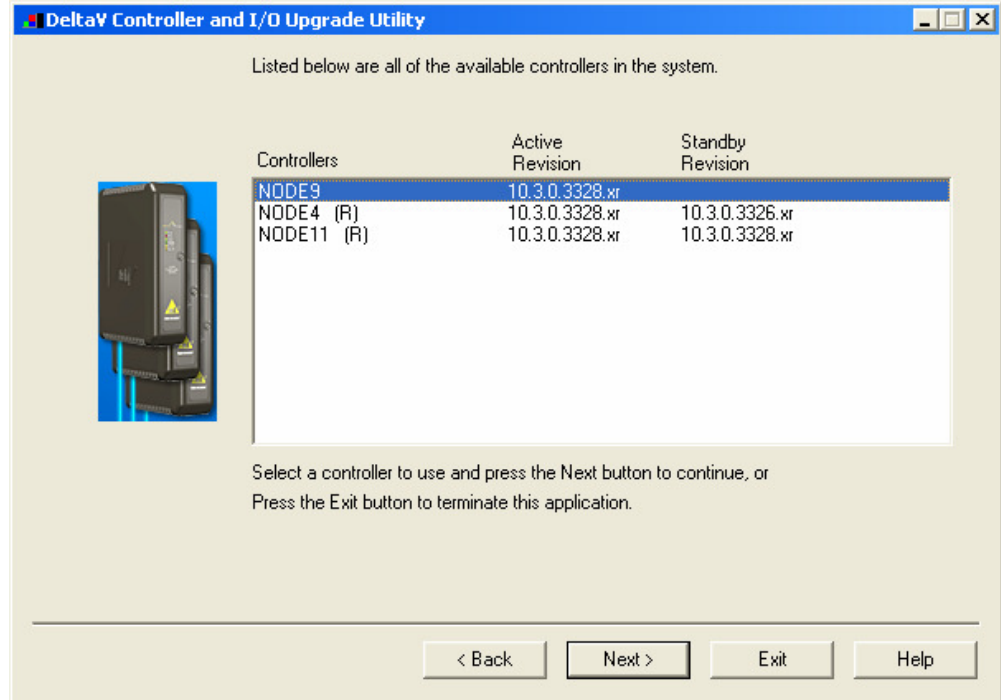 DeltaV Controller and I/O Upgrade Utility
Listed below are all of the available controllers in the system.
Controllers Active Revision Standby Revision
NODE9 10.3.0.3328.xr
NODE4 (R) 10.3.0.3328.xr 10.3.0.3326.xr
NODE11 (R) 10.3.0.3328.xr 10.3.0.3328.xr
Select a controller to use and press the Next button to continue, or
Press the Exit button to terminate this application.
< Back Next > Exit Help